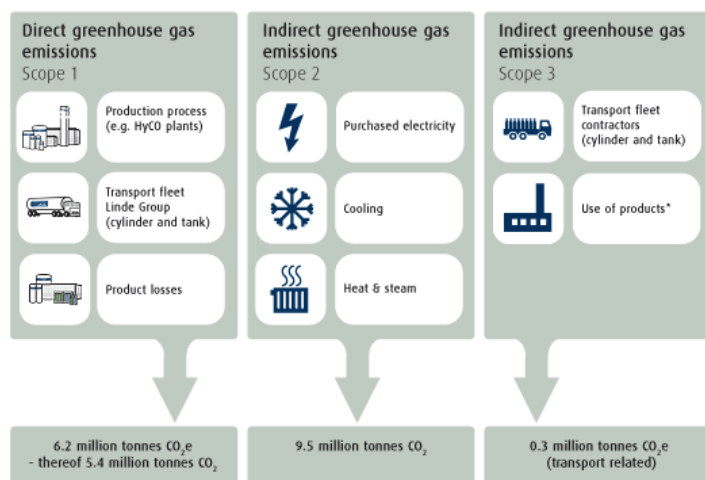 Direct greenhouse gas
emissions
Scope 1
Production process
(e.g. HyCO plants)
Transport fleet
Linde Group
(cylinder and tank)
Product losses
6.2 million tonnes CO₂e
- thereof 5.4 million tonnes CO₂
Indirect greenhouse gas
emissions
Scope 2
Purchased electricity
Cooling
Heat & steam
9.5 million tonnes CO₂
Indirect greenhouse gas
emissions
Scope 3
Transport fleet
contractors
(cylinder and tank)
Use of products*
0.3 million tonnes CO₂e
(transport related)